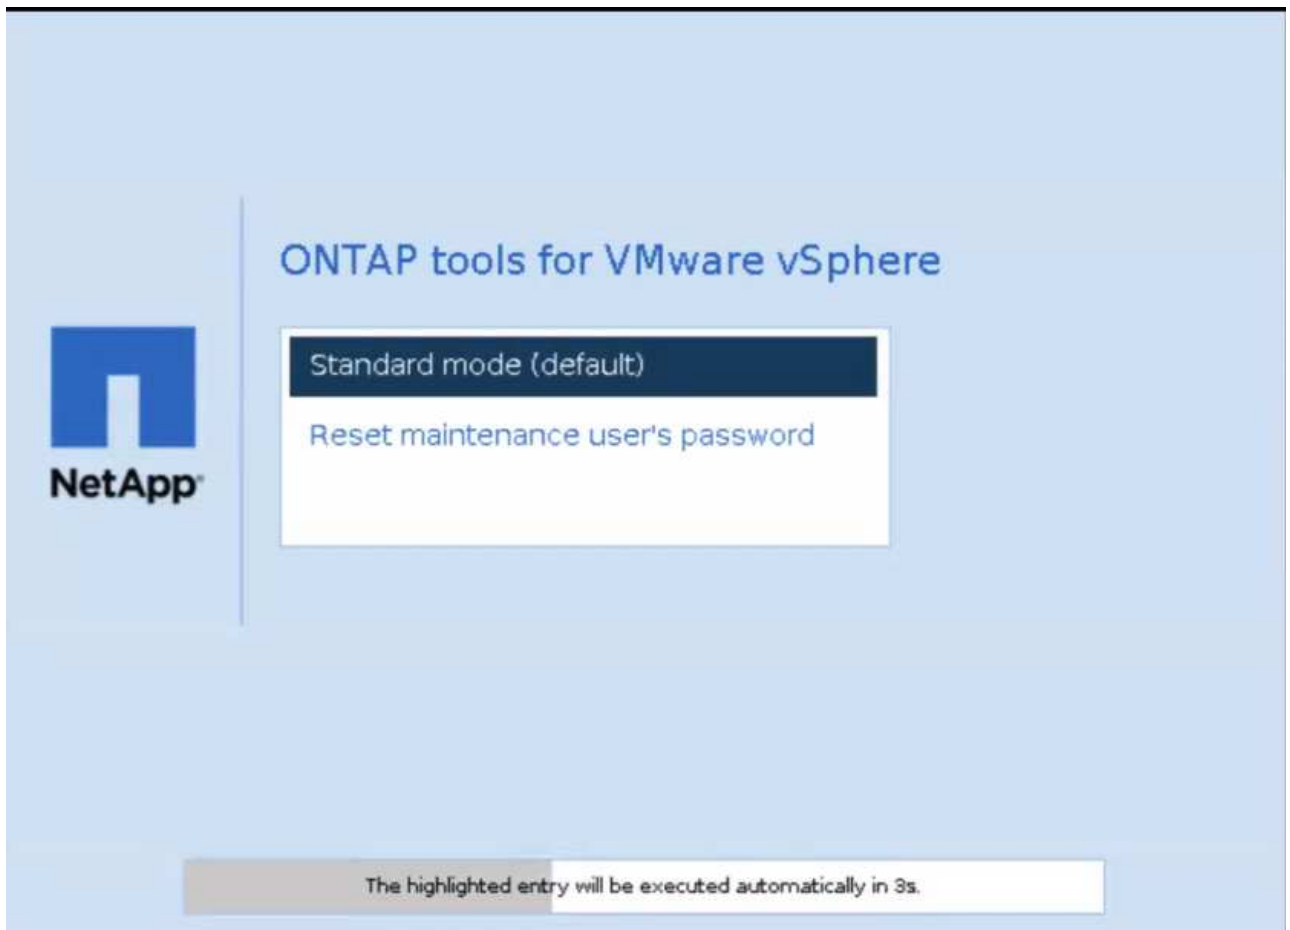 ONTAP tools for VMware vSphere
Standard mode (default)
Reset maintenance user's password
NetApp
The highlighted entry will be executed automatically in 3s.